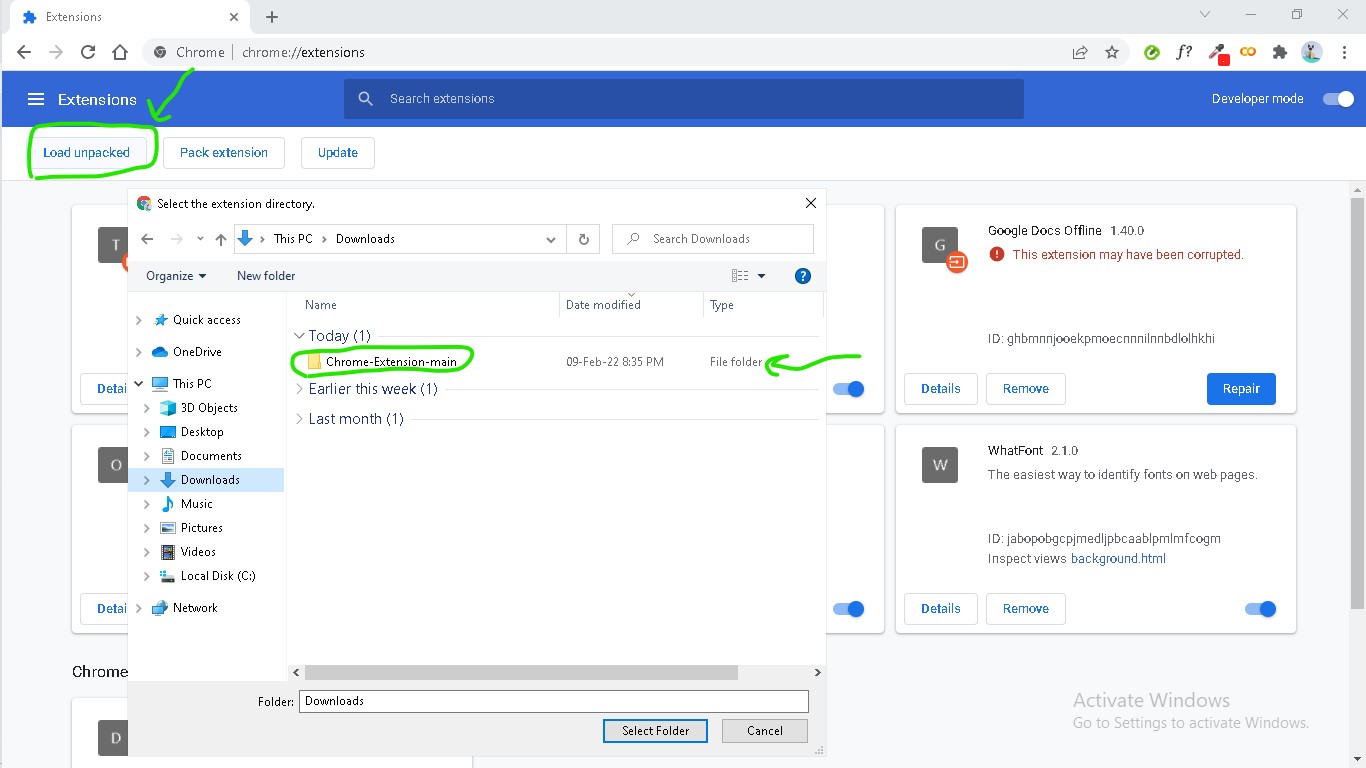 Extensions
Chrome chrome://extensions
f?
Extensions
Search extensions
Developer mode
Load unpacked
Pack extension
Update
Select the extension directory.
This PC › Downloads
Search Downloads
Organize
New folder
?
Name
Date modified
Type
Quick access
OneDrive
This PC
3D Objects
Desktop
Documents
Downloads
Music
Pictures
Videos
Local Disk (C:)
Network
Today (1)
Chrome-Extension-main 09-Feb-22 8:35 PM File folder
Earlier this week (1)
Last month (1)
Folder: Downloads
Select Folder
Cancel
T
Detai
O
Detai
Chrome
D
G
Google Docs Offline 1.40.0
This extension may have been corrupted.
ID: ghbmnnjooekpmoecnnnilnnbdlolhkhi
Details
Remove
Repair
W
WhatFont 2.1.0
The easiest way to identify fonts on web pages.
ID: jabopobgcpjmedljpbcaablpmlmfcogm
Inspect views background.html
Details
Remove
Activate Windows
Go to Settings to activate Windows.